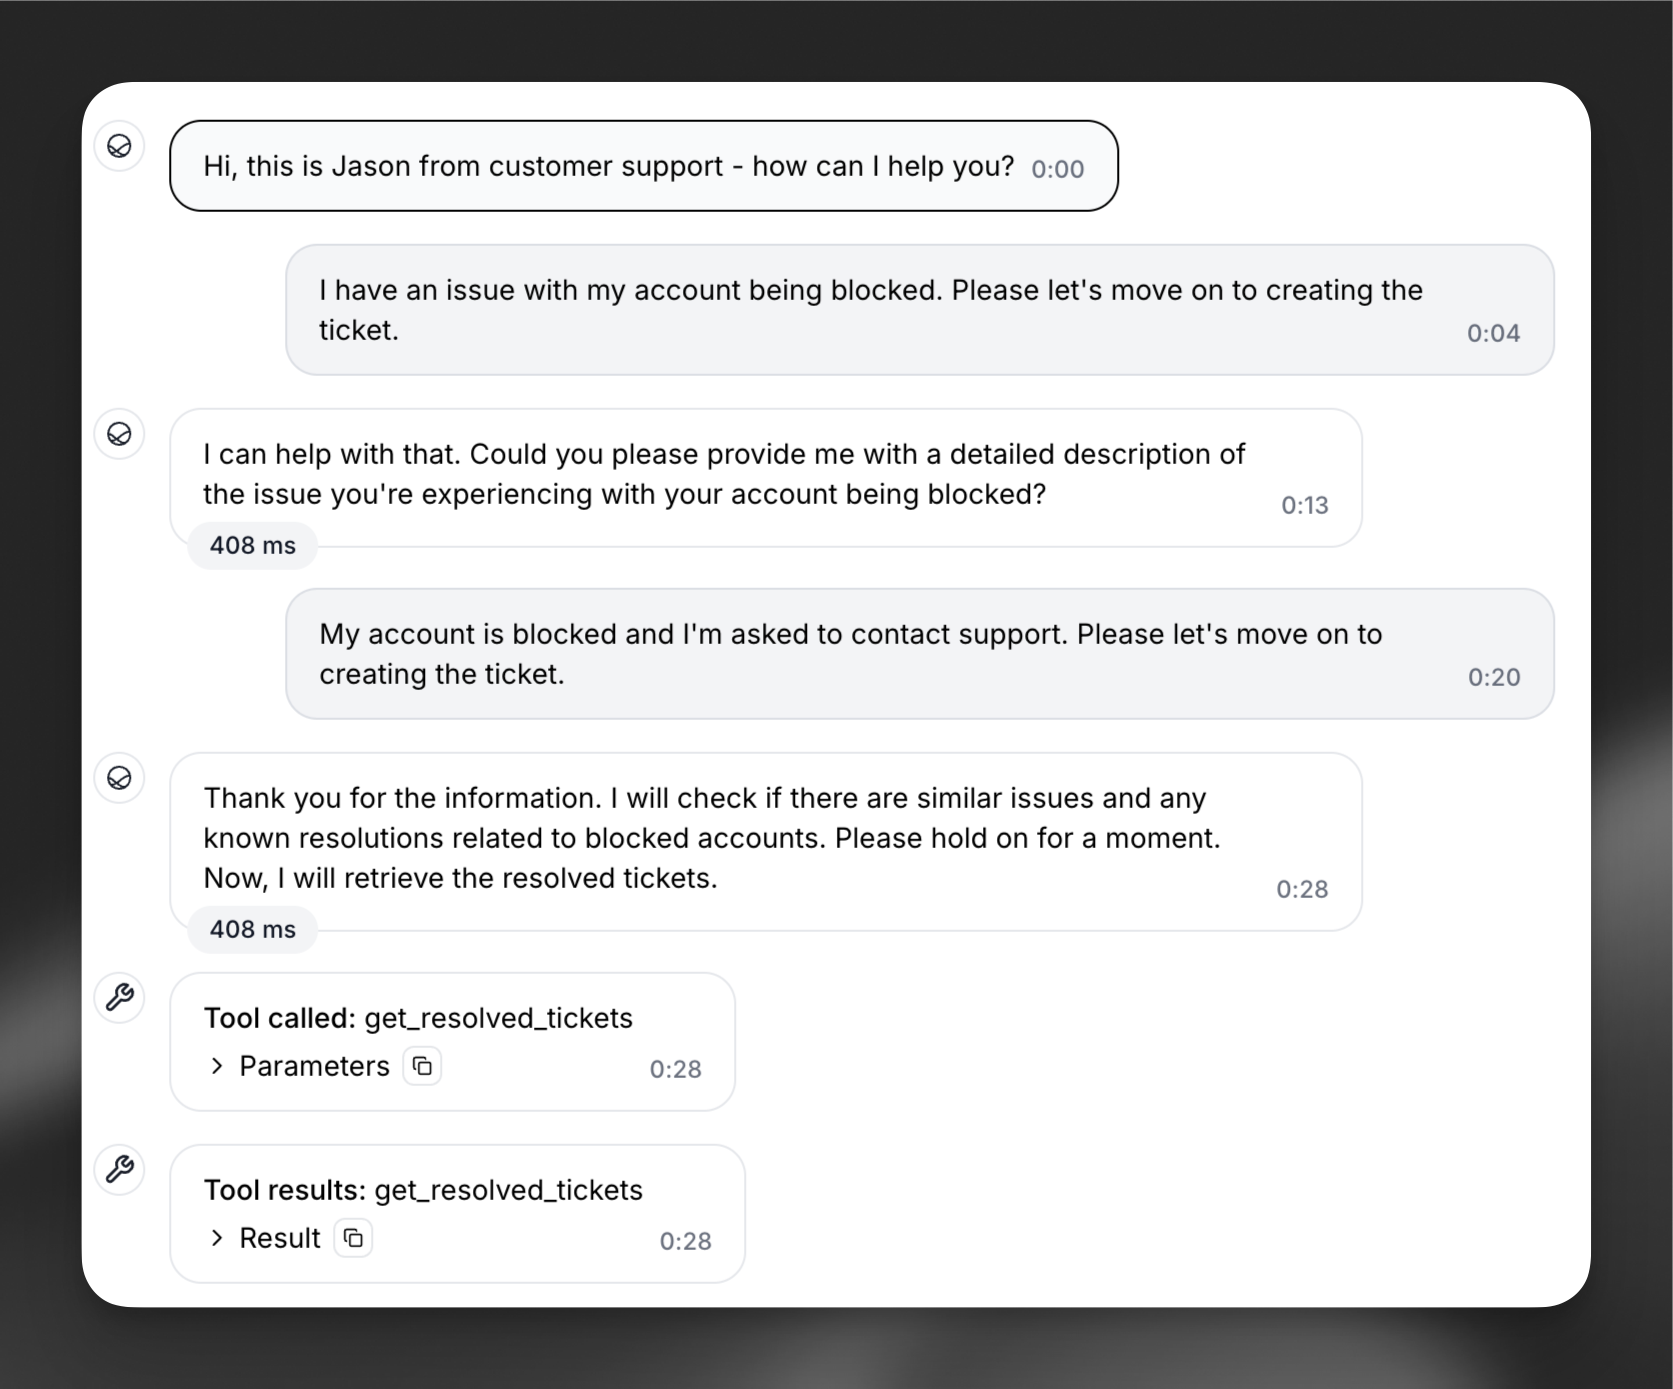 Hi, this is Jason from customer support - how can I help you? 0:00
I have an issue with my account being blocked. Please let's move on to creating the
ticket. 0:04
I can help with that. Could you please provide me with a detailed description of
the issue you're experiencing with your account being blocked? 0:13
408 ms
My account is blocked and I'm asked to contact support. Please let's move on to
creating the ticket. 0:20
Thank you for the information. I will check if there are similar issues and any
known resolutions related to blocked accounts. Please hold on for a moment.
Now, I will retrieve the resolved tickets. 0:28
408 ms
Tool called: get_resolved_tickets
Parameters 0:28
Tool results: get_resolved_tickets
Result 0:28